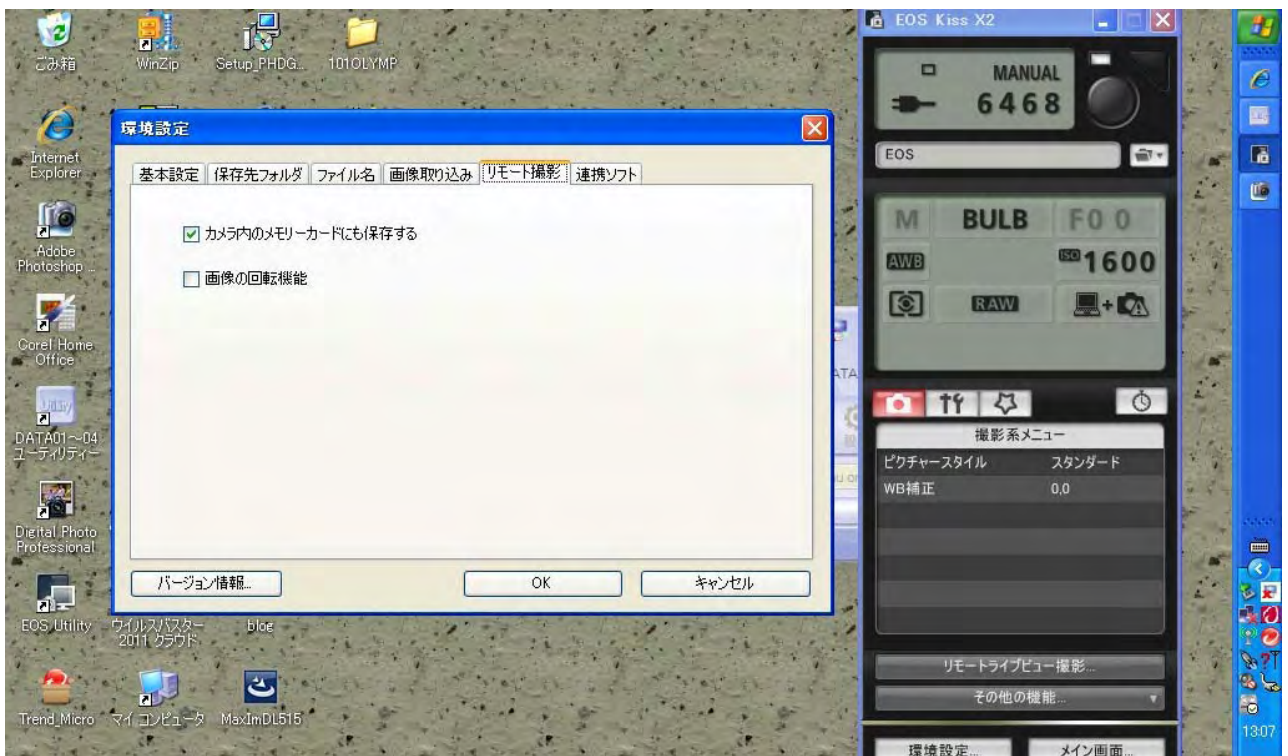 ごみ箱
WinZip
Setup_PHDG...
101OLYMP
Internet
Explorer
Adobe
Photoshop ...
Corel Home
Office
DATA01～04
ユーティリティー
Digital Photo
Professional
EOS Utility
ウイルスバスター
2011 クラウド
blog
Trend_Micro
マイ コンピュータ
MaxImDL515
環境設定
基本設定
保存先フォルダ
ファイル名
画像取り込み
リモート撮影
連携ソフト
カメラ内のメモリーカードにも保存する
画像の回転機能
バージョン情報...
OK
キャンセル
EOS Kiss X2
MANUAL
6468
EOS
M BULB F0 0
AWB ISO 1600
RAW
撮影系メニュー
ピクチャースタイル スタンダード
WB補正 0,0
リモートライブビュー撮影...
その他の機能...
環境設定...
メイン画面...
13:07